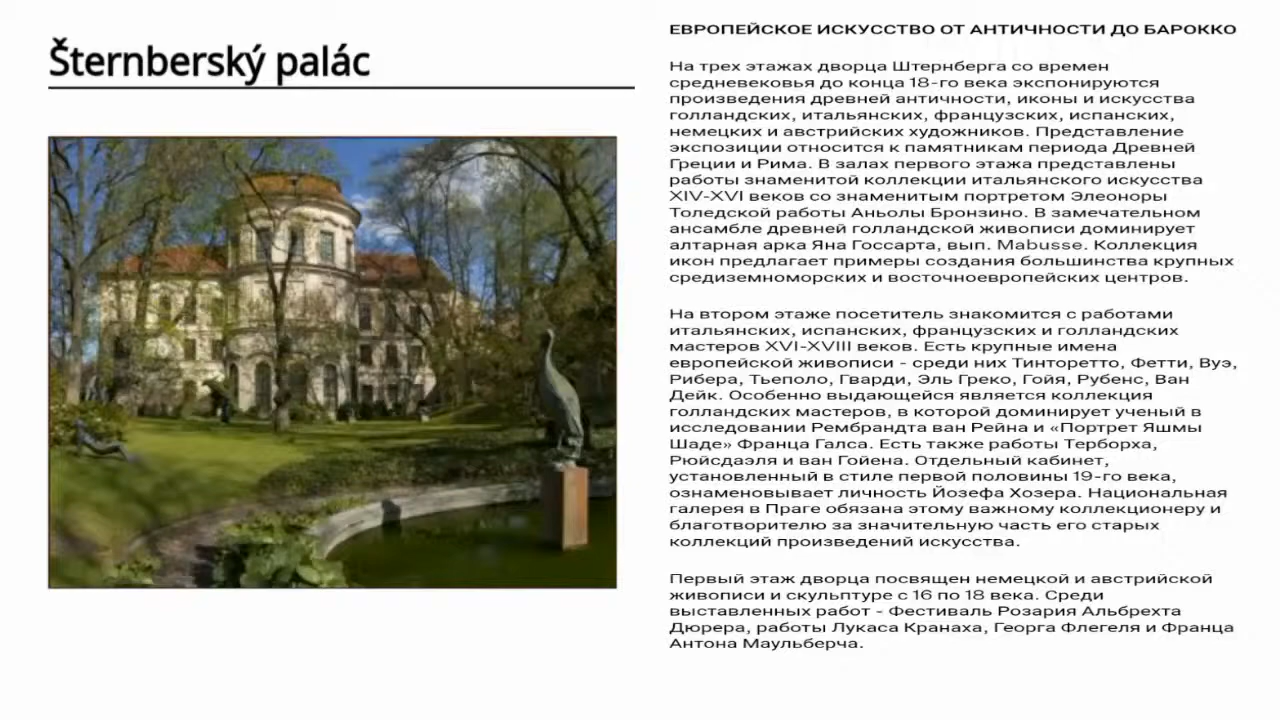 Šternberský palác
ЕВРОПЕЙСКОЕ ИСКУССТВО ОТ АНТИЧНОСТИ ДО БАРОККО
На трех этажах дворца Штернберга со времен
средневековья до конца 18-го века экспонируются
произведения древней античности, иконы и искусства
голландских, итальянских, французских, испанских,
немецких и австрийских художников. Представление
экспозиции относится к памятникам периода Древней
Греции и Рима. В залах первого этажа представлены
работы знаменитой коллекции итальянского искусства
XIV-XVI веков со знаменитым портретом Элеоноры
Толедской работы Аньолы Бронзино. В замечательном
ансамбле древней голландской живописи доминирует
алтарная арка Яна Госсарта, вып. Mabusse. Коллекция
икон предлагает примеры создания большинства крупных
средиземноморских и восточноевропейских центров.
На втором этаже посетитель знакомится с работами
итальянских, испанских, французских и голландских
мастеров XVI-XVIII веков. Есть крупные имена
европейской живописи - среди них Тинторетто, Фетти, Вуэ,
Рибера, Тьеполо, Гварди, Эль Греко, Гойя, Рубенс, Ван
Дейк. Особенно выдающейся является коллекция
голландских мастеров, в которой доминирует ученый в
исследовании Рембрандта ван Рейна и «Портрет Яшмы
Шаде» Франца Галса. Есть также работы Терборха,
Рюйсдаэля и ван Гойена. Отдельный кабинет,
установленный в стиле первой половины 19-го века,
ознаменовывает личность Йозефа Хозера. Национальная
галерея в Праге обязана этому важному коллекционеру и
благотворителю за значительную часть его старых
коллекций произведений искусства.
Первый этаж дворца посвящен немецкой и австрийской
живописи и скульптуре с 16 по 18 века. Среди
выставленных работ - Фестиваль Розария Альбрехта
Дюрера, работы Лукаса Кранаха, Георга Флегеля и Франца
Антона Маульберча.